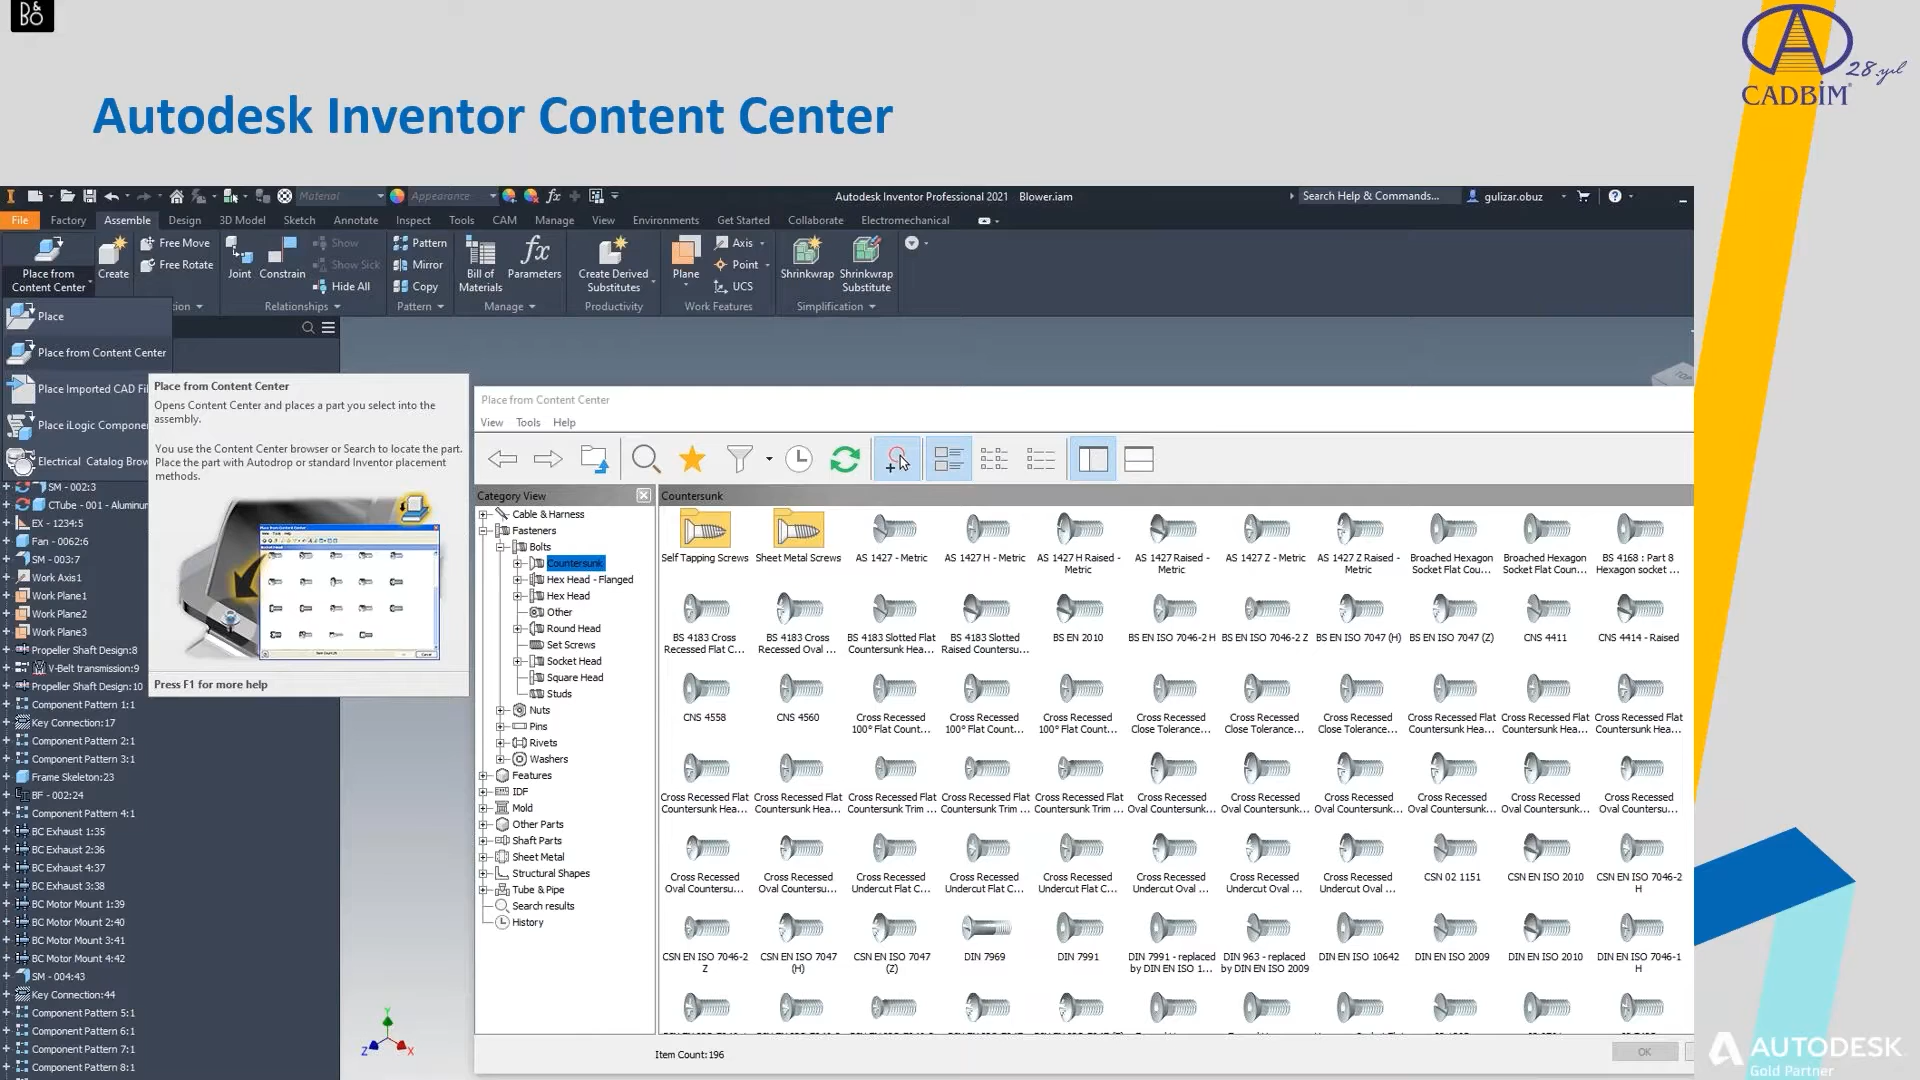 B&
BO
Autodesk Inventor Content Center
28.yıl
CADBİM
Material
Appearance
Autodesk Inventor Professional 2021 Blower.iam
Search Help & Commands...
gulizar.obuz
File Factory Assemble Design 3D Model Sketch Annotate Inspect Tools CAM Manage View Environments Get Started Collaborate Electromechanical
Place from
Content Center
Create
Free Move
Free Rotate
Joint
Constrain
Show
Show Sick
Hide All
Pattern
Mirror
Copy
Bill of
Materials
Parameters
Create Derived
Substitutes
Plane
Axis
Point
UCS
Shrinkwrap
Shrinkwrap
Substitute
Relationships
Pattern
Manage
Productivity
Work Features
Simplification
Place
Place from Content Center
Place Imported CAD Fil
Place iLogic Compone
Electrical Catalog Brow
Place from Content Center
Opens Content Center and places a part you select into the
assembly.
You use the Content Center browser or Search to locate the part.
Place the part with Autodrop or standard Inventor placement
methods.
Press F1 for more help
SM - 002:3
CTube - 001 - Aluminum
EX - 1234:5
Fan - 0062:6
SM - 003:7
Work Axis1
Work Plane1
Work Plane2
Work Plane3
Propeller Shaft Design:8
V-Belt transmission:9
Propeller Shaft Design:10
Component Pattern 1:1
Key Connection:17
Component Pattern 2:1
Component Pattern 3:1
Frame Skeleton:23
BF - 002:24
Component Pattern 4:1
BC Exhaust 1:35
BC Exhaust 2:36
BC Exhaust 4:37
BC Exhaust 3:38
BC Motor Mount 1:39
BC Motor Mount 2:40
BC Motor Mount 3:41
BC Motor Mount 4:42
SM - 004:43
Key Connection:44
Component Pattern 5:1
Component Pattern 6:1
Component Pattern 7:1
Component Pattern 8:1
Y
Z
X
Place from Content Center
View Tools Help
Category View
Cable & Harness
Fasteners
Bolts
Countersunk
Hex Head - Flanged
Hex Head
Other
Round Head
Set Screws
Socket Head
Square Head
Studs
Nuts
Pins
Rivets
Washers
Features
IDF
Mold
Other Parts
Shaft Parts
Sheet Metal
Structural Shapes
Tube & Pipe
Search results
History
Countersunk
Self Tapping Screws
Sheet Metal Screws
AS 1427 - Metric
AS 1427 H - Metric
AS 1427 H Raised -
Metric
AS 1427 Raised -
Metric
AS 1427 Z - Metric
AS 1427 Z Raised -
Metric
Broached Hexagon
Socket Flat Cou...
Broached Hexagon
Socket Flat Coun...
BS 4168 : Part 8
Hexagon socket ...
BS 4183 Cross
Recessed Flat C...
BS 4183 Cross
Recessed Oval ...
BS 4183 Slotted Flat
Countersunk Hea...
BS 4183 Slotted
Raised Countersu...
BS EN 2010
BS EN ISO 7046-2 H
BS EN ISO 7046-2 Z
BS EN ISO 7047 (H)
BS EN ISO 7047 (Z)
CNS 4411
CNS 4414 - Raised
CNS 4558
CNS 4560
Cross Recessed
100° Flat Count...
Cross Recessed
100° Flat Count...
Cross Recessed
100° Flat Count...
Cross Recessed
Close Tolerance...
Cross Recessed
Close Tolerance...
Cross Recessed
Close Tolerance...
Cross Recessed Flat
Countersunk Hea...
Cross Recessed Flat
Countersunk Hea...
Cross Recessed Flat
Countersunk Hea...
Cross Recessed Flat
Countersunk Hea...
Cross Recessed Flat
Countersunk Hea...
Cross Recessed Flat
Countersunk Trim ...
Cross Recessed Flat
Countersunk Trim ...
Cross Recessed Flat
Countersunk Trim ...
Cross Recessed
Oval Countersunk...
Cross Recessed
Oval Countersunk...
Cross Recessed
Oval Countersunk...
Cross Recessed
Oval Countersunk...
Cross Recessed
Oval Countersunk...
Cross Recessed
Oval Countersu...
Cross Recessed
Oval Countersu...
Cross Recessed
Oval Countersu...
Cross Recessed
Undercut Flat C...
Cross Recessed
Undercut Flat C...
Cross Recessed
Undercut Flat C...
Cross Recessed
Undercut Oval ...
Cross Recessed
Undercut Oval ...
Cross Recessed
Undercut Oval ...
CSN 02 1151
CSN EN ISO 2010
CSN EN ISO 7046-2
H
CSN EN ISO 7046-2
Z
CSN EN ISO 7047
(H)
CSN EN ISO 7047
(Z)
DIN 7969
DIN 7991
DIN 7991 - replaced
by DIN EN ISO 1...
DIN 963 - replaced
by DIN EN ISO 2009
DIN EN ISO 10642
DIN EN ISO 2009
DIN EN ISO 2010
DIN EN ISO 7046-1
H
Item Count:196
OK
AUTODESK
Gold Partner